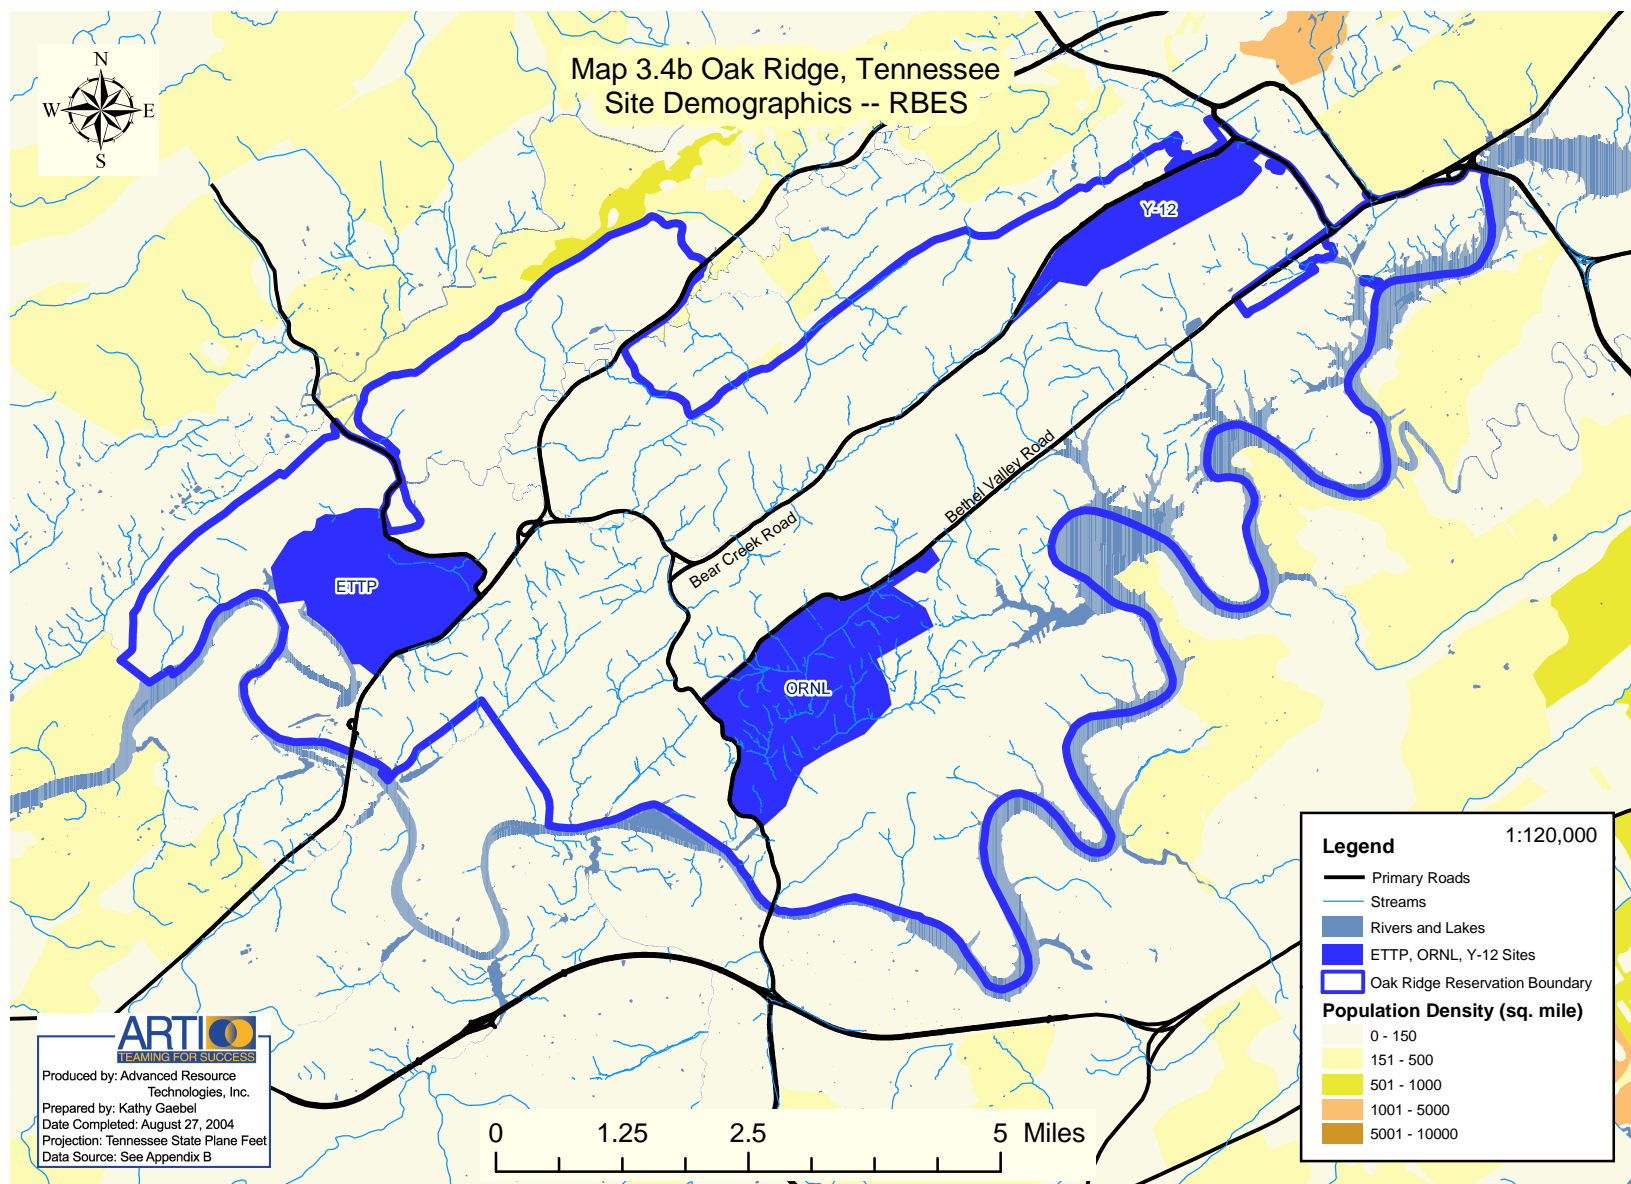 N
W
E
S
Map 3.4b Oak Ridge, Tennessee
Site Demographics -- RBES
Y-12
ETTP
Bear Creek Road
Bethel Valley Road
ORNL
Legend
1:120,000
Primary Roads
Streams
Rivers and Lakes
ETTP, ORNL, Y-12 Sites
Oak Ridge Reservation Boundary
Population Density (sq. mile)
0 - 150
151 - 500
501 - 1000
1001 - 5000
5001 - 10000
ARTI
TEAMING FOR SUCCESS
Produced by: Advanced Resource
Technologies, Inc.
Prepared by: Kathy Gaebel
Date Completed: August 27, 2004
Projection: Tennessee State Plane Feet
Data Source: See Appendix B
0 1.25 2.5 5 Miles